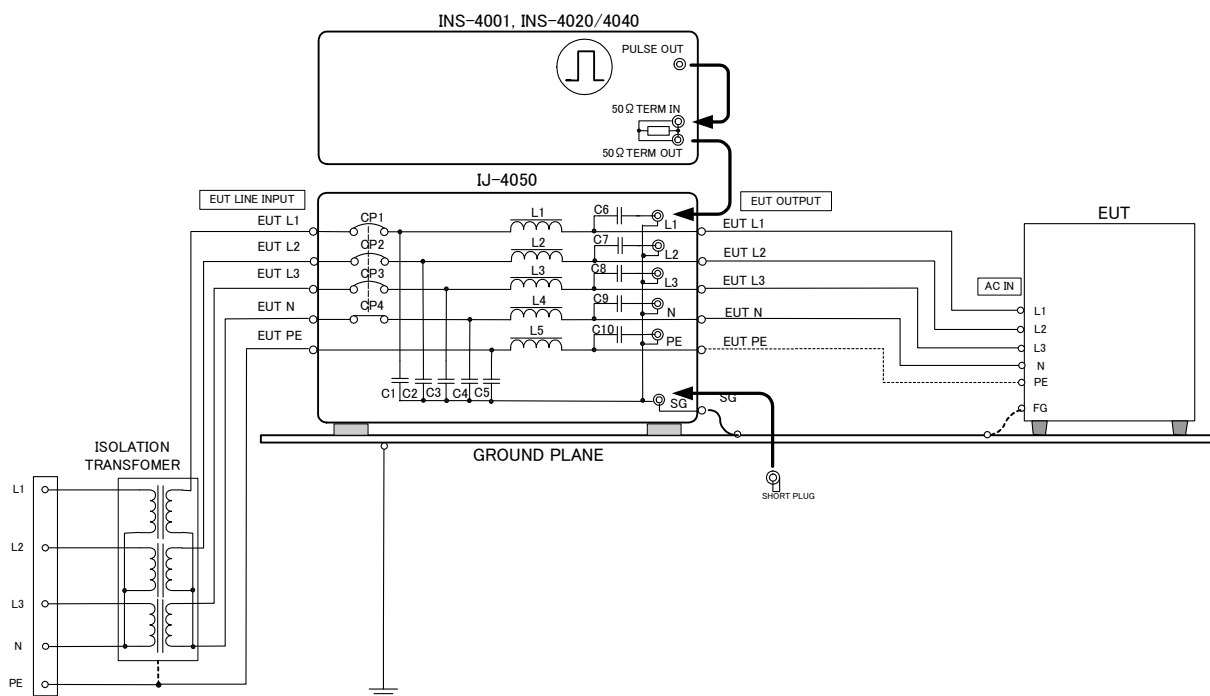 INS-4001, INS-4020/4040
PULSE OUT
50Ω TERM IN
50Ω TERM OUT
IJ-4050
EUT LINE INPUT
EUT OUTPUT
EUT
EUT L1
CP1
L1
C6
L1
EUT L1
EUT L2
CP2
L2
C7
L2
EUT L2
EUT L3
CP3
L3
C8
L3
EUT L3
EUT N
CP4
L4
C9
N
EUT N
EUT PE
L5
C10
PE
EUT PE
C1
C2
C3
C4
C5
SG
SG
AC IN
L1
L2
L3
N
PE
FG
GROUND PLANE
SHORT PLUG
ISOLATION
TRANSFOMER
L1
L2
L3
N
PE